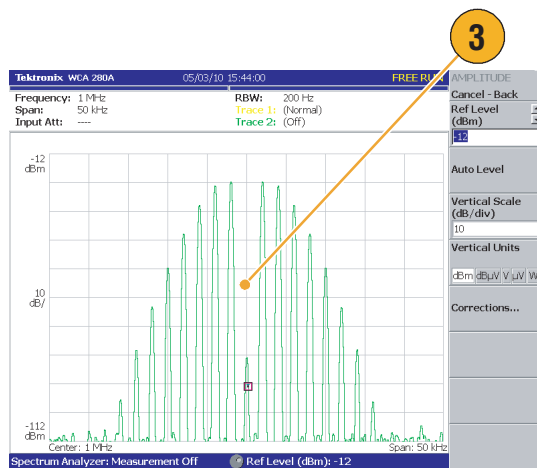 3
Tektronix WCA 280A 05/03/10 15:44:00 FREE RUN
Frequency: 1 MHz RBW: 200 Hz
Span: 50 kHz Trace 1: (Normal)
Input Att: ---- Trace 2: (Off)
-12
dBm
10
dB/
-112
dBm
Center: 1 MHz Span: 50 kHz
Spectrum Analyzer: Measurement Off Ref Level (dBm): -12
AMPLITUDE
Cancel - Back
Ref Level
(dBm)
-12
Auto Level
Vertical Scale
(dB/div)
10
Vertical Units
dBm dBµV V µV W
Corrections...